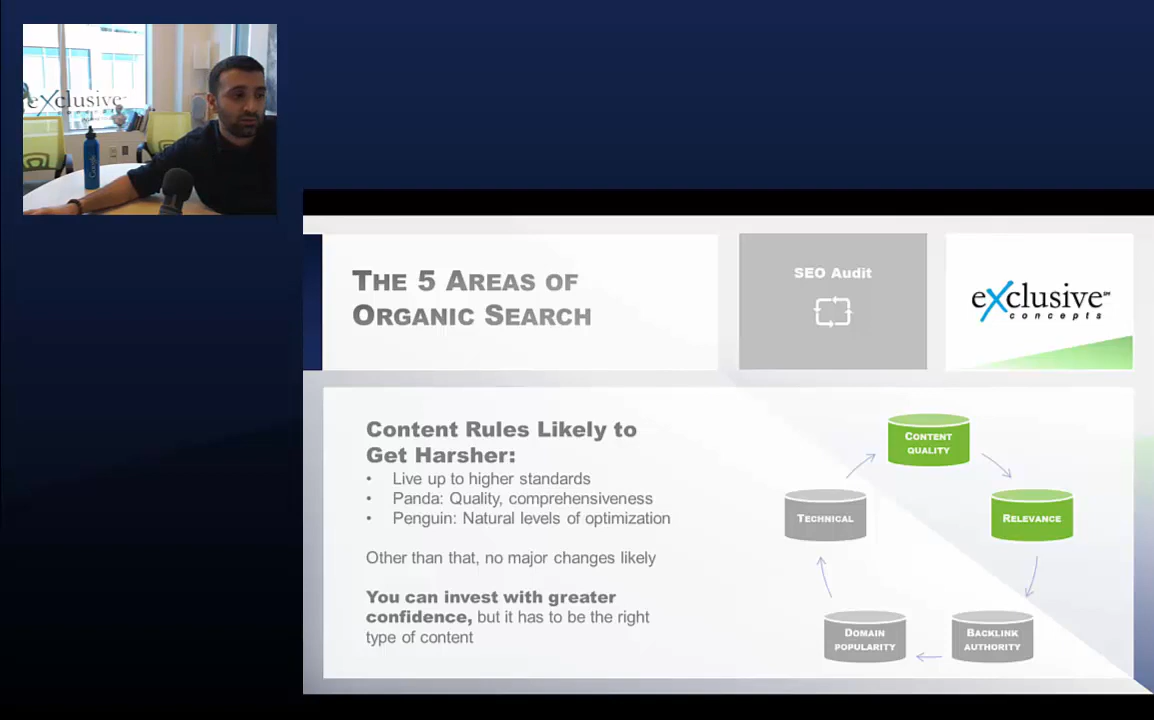 eXclusive
Google
THE 5 AREAS OF
ORGANIC SEARCH
SEO Audit
eXclusive SM
concepts
Content Rules Likely to
Get Harsher:
• Live up to higher standards
• Panda: Quality, comprehensiveness
• Penguin: Natural levels of optimization
Other than that, no major changes likely
You can invest with greater
confidence, but it has to be the right
type of content
CONTENT
QUALITY
RELEVANCE
BACKLINK
AUTHORITY
DOMAIN
POPULARITY
TECHNICAL